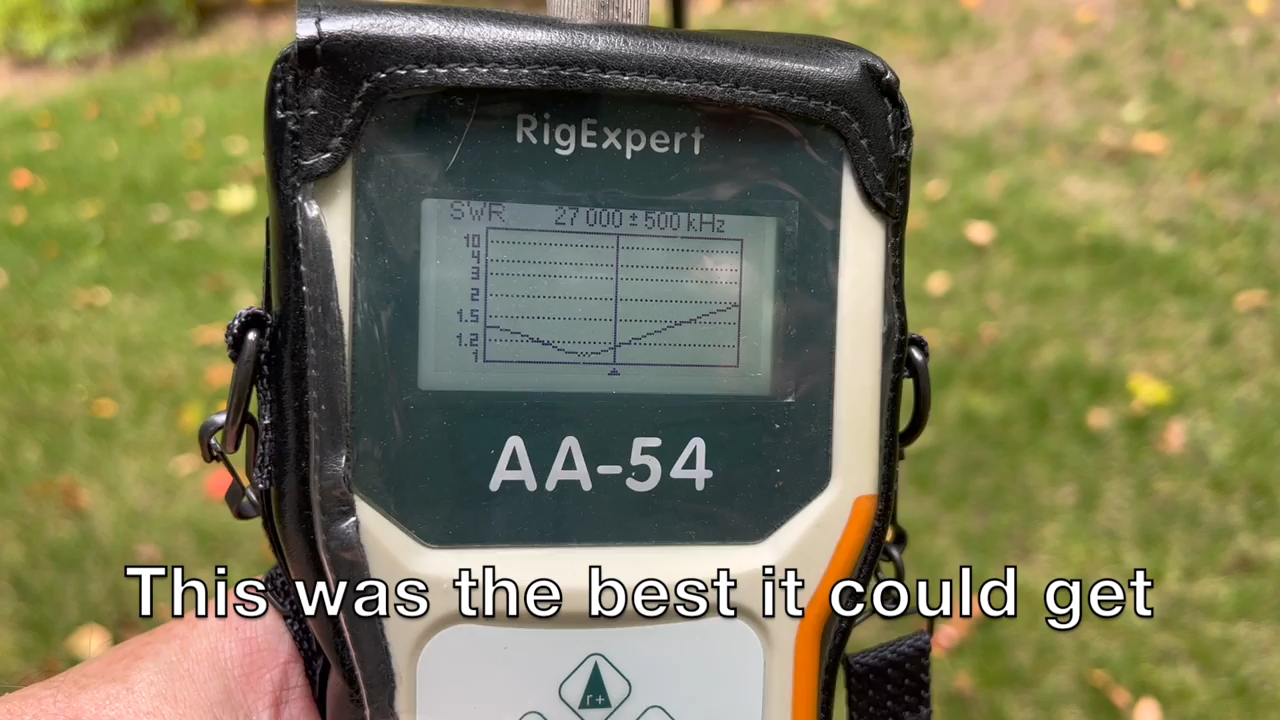 RigExpert
SWR 27 000 ± 500 kHz
10
4
3
2
1.5
1.2
1
AA-54
This was the best it could get
r+